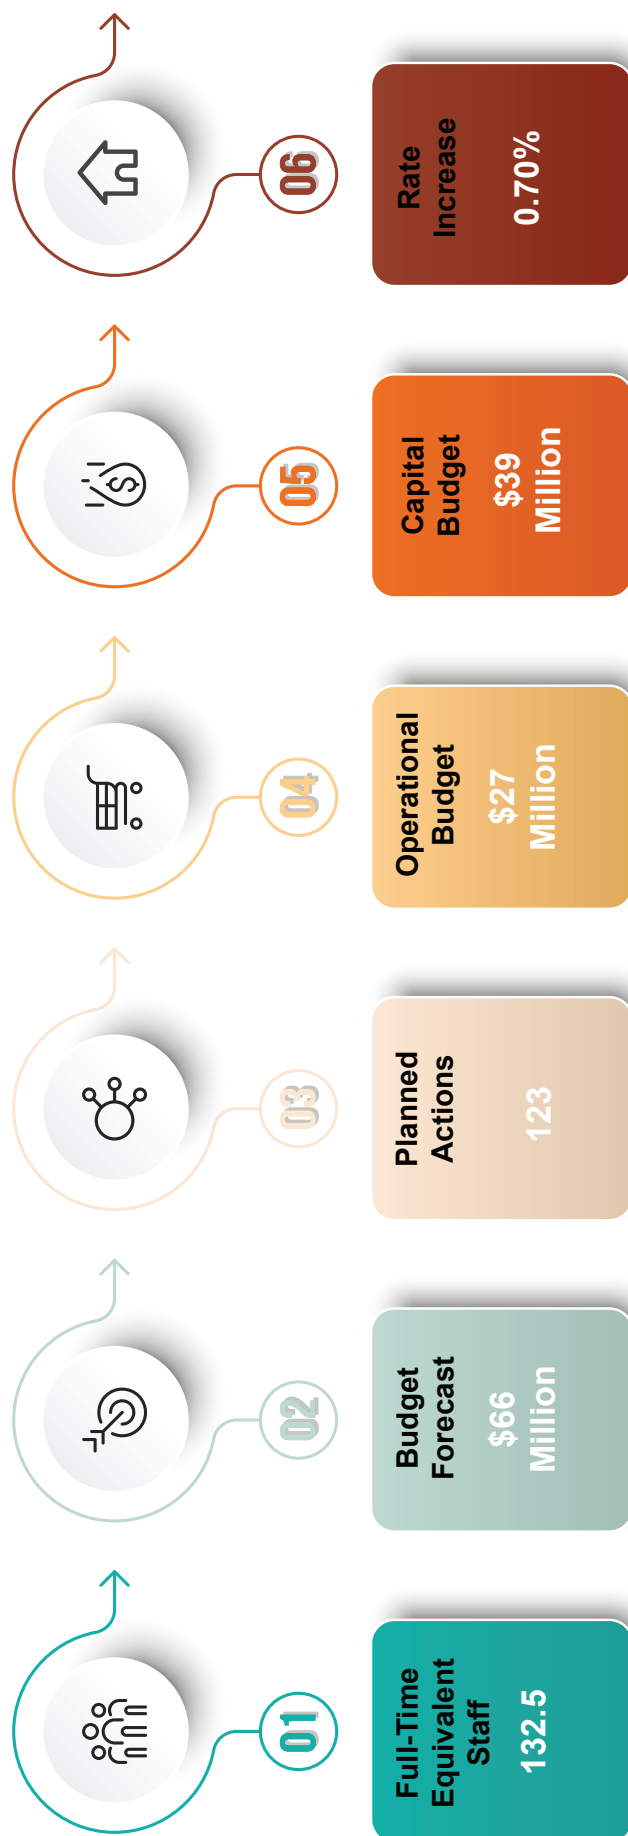 01
Full-Time
Equivalent
Staff
132.5
02
Budget
Forecast
$66
Million
03
Planned
Actions
123
04
Operational
Budget
$27
Million
05
Capital
Budget
$39
Million
06
Rate
Increase
0.70%